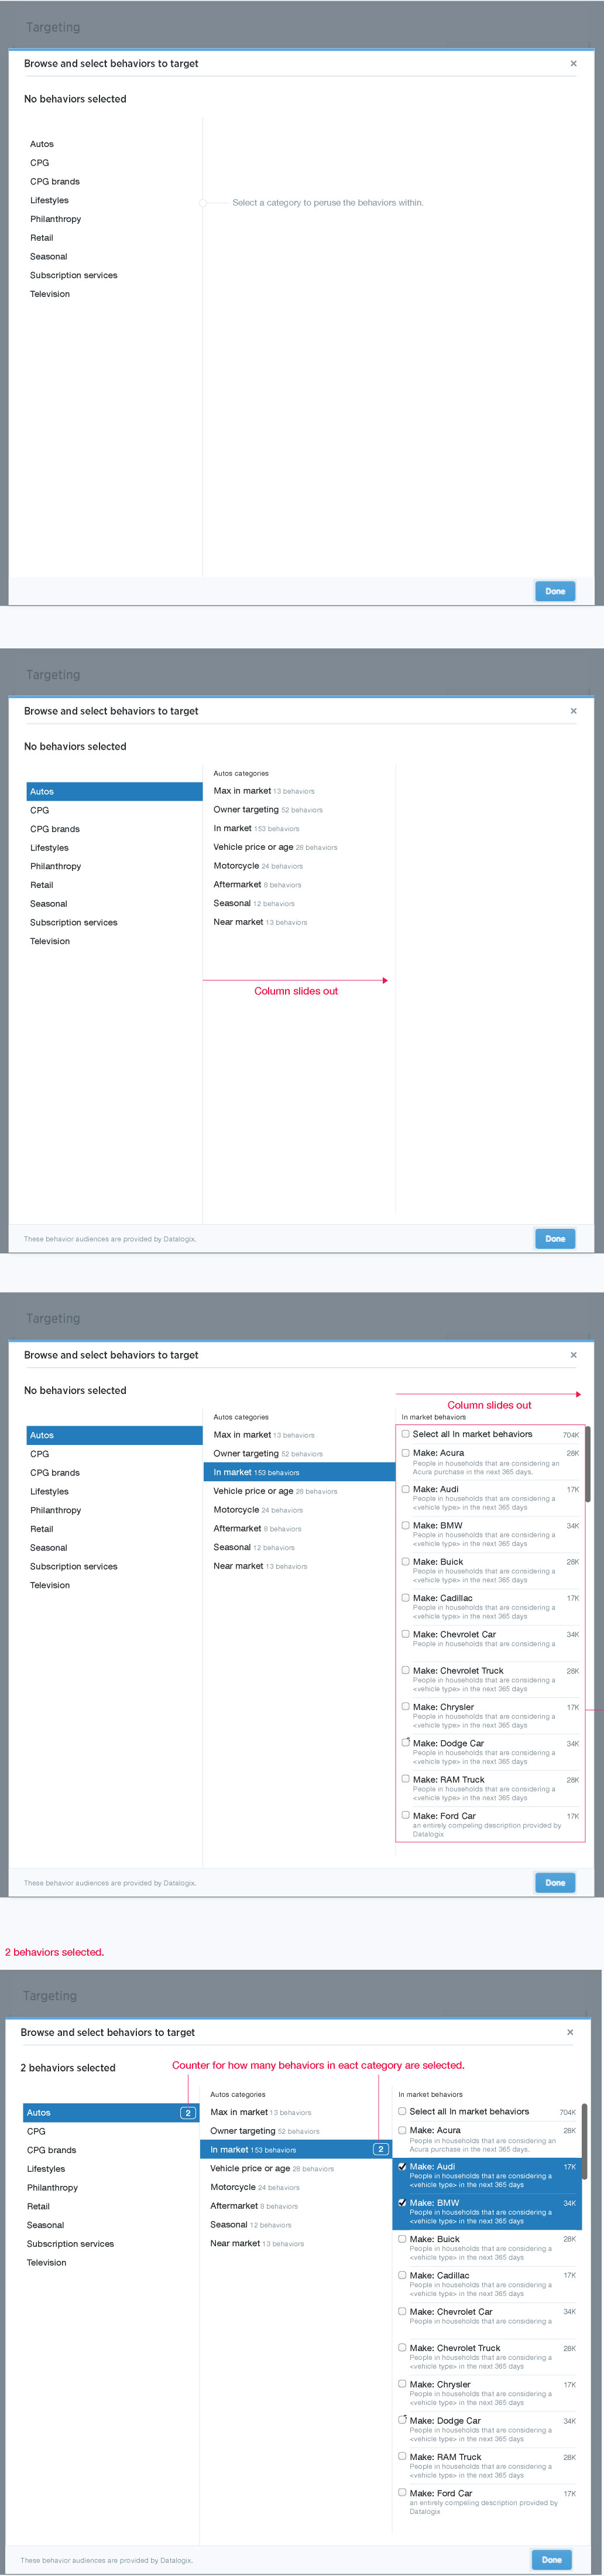 Targeting
Browse and select behaviors to target ×
No behaviors selected
Autos
CPG
CPG brands
Lifestyles
Select a category to peruse the behaviors within.
Philanthropy
Retail
Seasonal
Subscription services
Television
Done
Targeting
Browse and select behaviors to target ×
No behaviors selected
Autos
CPG
CPG brands
Lifestyles
Philanthropy
Retail
Seasonal
Subscription services
Television
Autos categories
Max in market 13 behaviors
Owner targeting 52 behaviors
In market 153 behaviors
Vehicle price or age 28 behaviors
Motorcycle 24 behaviors
Aftermarket 8 behaviors
Seasonal 12 behaviors
Near market 13 behaviors
Column slides out
These behavior audiences are provided by Datalogix.
Done
Targeting
Browse and select behaviors to target ×
No behaviors selected
Autos
CPG
CPG brands
Lifestyles
Philanthropy
Retail
Seasonal
Subscription services
Television
Autos categories
Max in market 13 behaviors
Owner targeting 52 behaviors
In market 153 behaviors
Vehicle price or age 28 behaviors
Motorcycle 24 behaviors
Aftermarket 8 behaviors
Seasonal 12 behaviors
Near market 13 behaviors
Column slides out
In market behaviors
Select all In market behaviors 704K
Make: Acura 28K
People in households that are considering an
Acura purchase in the next 365 days.
Make: Audi 17K
People in households that are considering a
<vehicle type> in the next 365 days
Make: BMW 34K
People in households that are considering a
<vehicle type> in the next 365 days
Make: Buick 28K
People in households that are considering a
<vehicle type> in the next 365 days
Make: Cadillac 17K
People in households that are considering a
<vehicle type> in the next 365 days
Make: Chevrolet Car 34K
People in households that are considering a
Make: Chevrolet Truck 28K
People in households that are considering a
<vehicle type> in the next 365 days
Make: Chrysler 17K
People in households that are considering a
<vehicle type> in the next 365 days
Make: Dodge Car 34K
People in households that are considering a
<vehicle type> in the next 365 days
Make: RAM Truck 28K
People in households that are considering a
<vehicle type> in the next 365 days
Make: Ford Car 17K
an entirely compeling description provided by
Datalogix
These behavior audiences are provided by Datalogix.
Done
2 behaviors selected.
Targeting
Browse and select behaviors to target ×
2 behaviors selected
Counter for how many behaviors in eact category are selected.
Autos 2
CPG
CPG brands
Lifestyles
Philanthropy
Retail
Seasonal
Subscription services
Television
Autos categories
Max in market 13 behaviors
Owner targeting 52 behaviors
In market 153 behaviors 2
Vehicle price or age 28 behaviors
Motorcycle 24 behaviors
Aftermarket 8 behaviors
Seasonal 12 behaviors
Near market 13 behaviors
In market behaviors
Select all In market behaviors 704K
Make: Acura 28K
People in households that are considering an
Acura purchase in the next 365 days.
Make: Audi 17K
People in households that are considering a
<vehicle type> in the next 365 days
Make: BMW 34K
People in households that are considering a
<vehicle type> in the next 365 days
Make: Buick 28K
People in households that are considering a
<vehicle type> in the next 365 days
Make: Cadillac 17K
People in households that are considering a
<vehicle type> in the next 365 days
Make: Chevrolet Car 34K
People in households that are considering a
Make: Chevrolet Truck 28K
People in households that are considering a
<vehicle type> in the next 365 days
Make: Chrysler 17K
People in households that are considering a
<vehicle type> in the next 365 days
Make: Dodge Car 34K
People in households that are considering a
<vehicle type> in the next 365 days
Make: RAM Truck 28K
People in households that are considering a
<vehicle type> in the next 365 days
Make: Ford Car 17K
an entirely compeling description provided by
Datalogix
These behavior audiences are provided by Datalogix.
Done